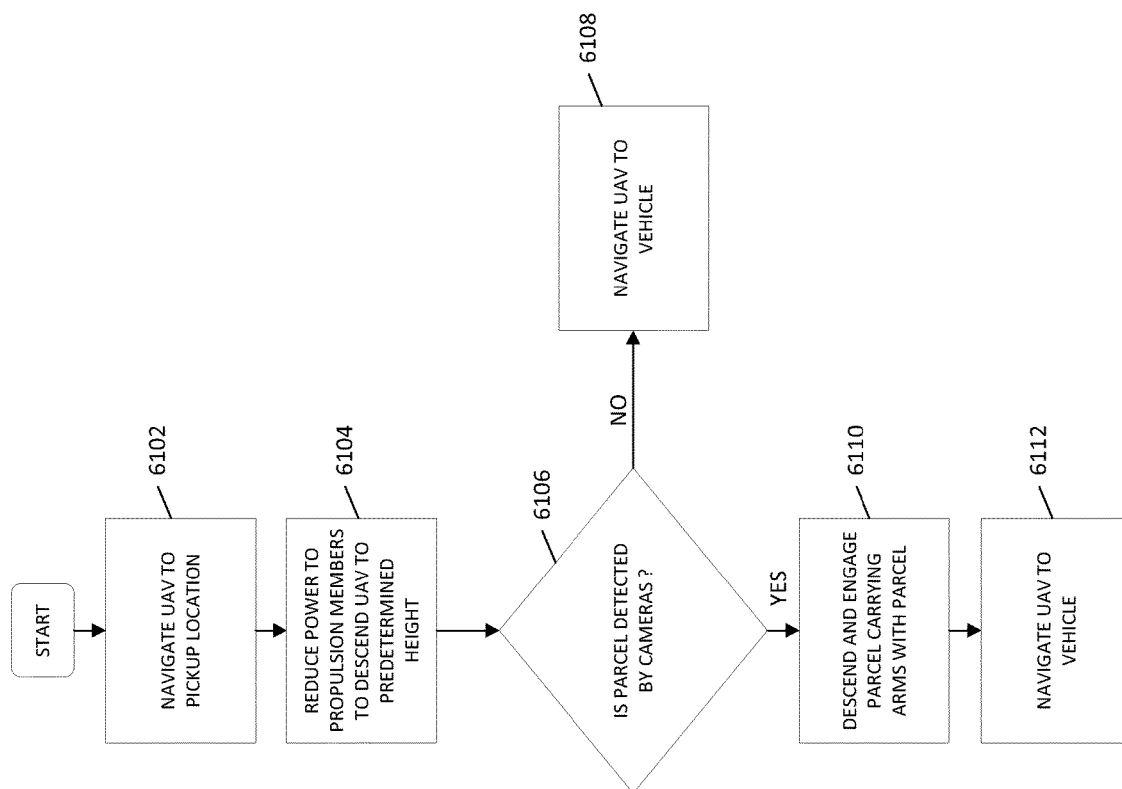 START
6102
NAVIGATE UAV TO
PICKUP LOCATION
6104
REDUCE POWER TO
PROPULSION MEMBERS
TO DESCEND UAV TO
PREDETERMINED
HEIGHT
6106
IS PARCEL DETECTED
BY CAMERAS ?
NO
6108
NAVIGATE UAV TO
VEHICLE
YES
6110
DESCEND AND ENGAGE
PARCEL CARRYING
ARMS WITH PARCEL
6112
NAVIGATE UAV TO
VEHICLE